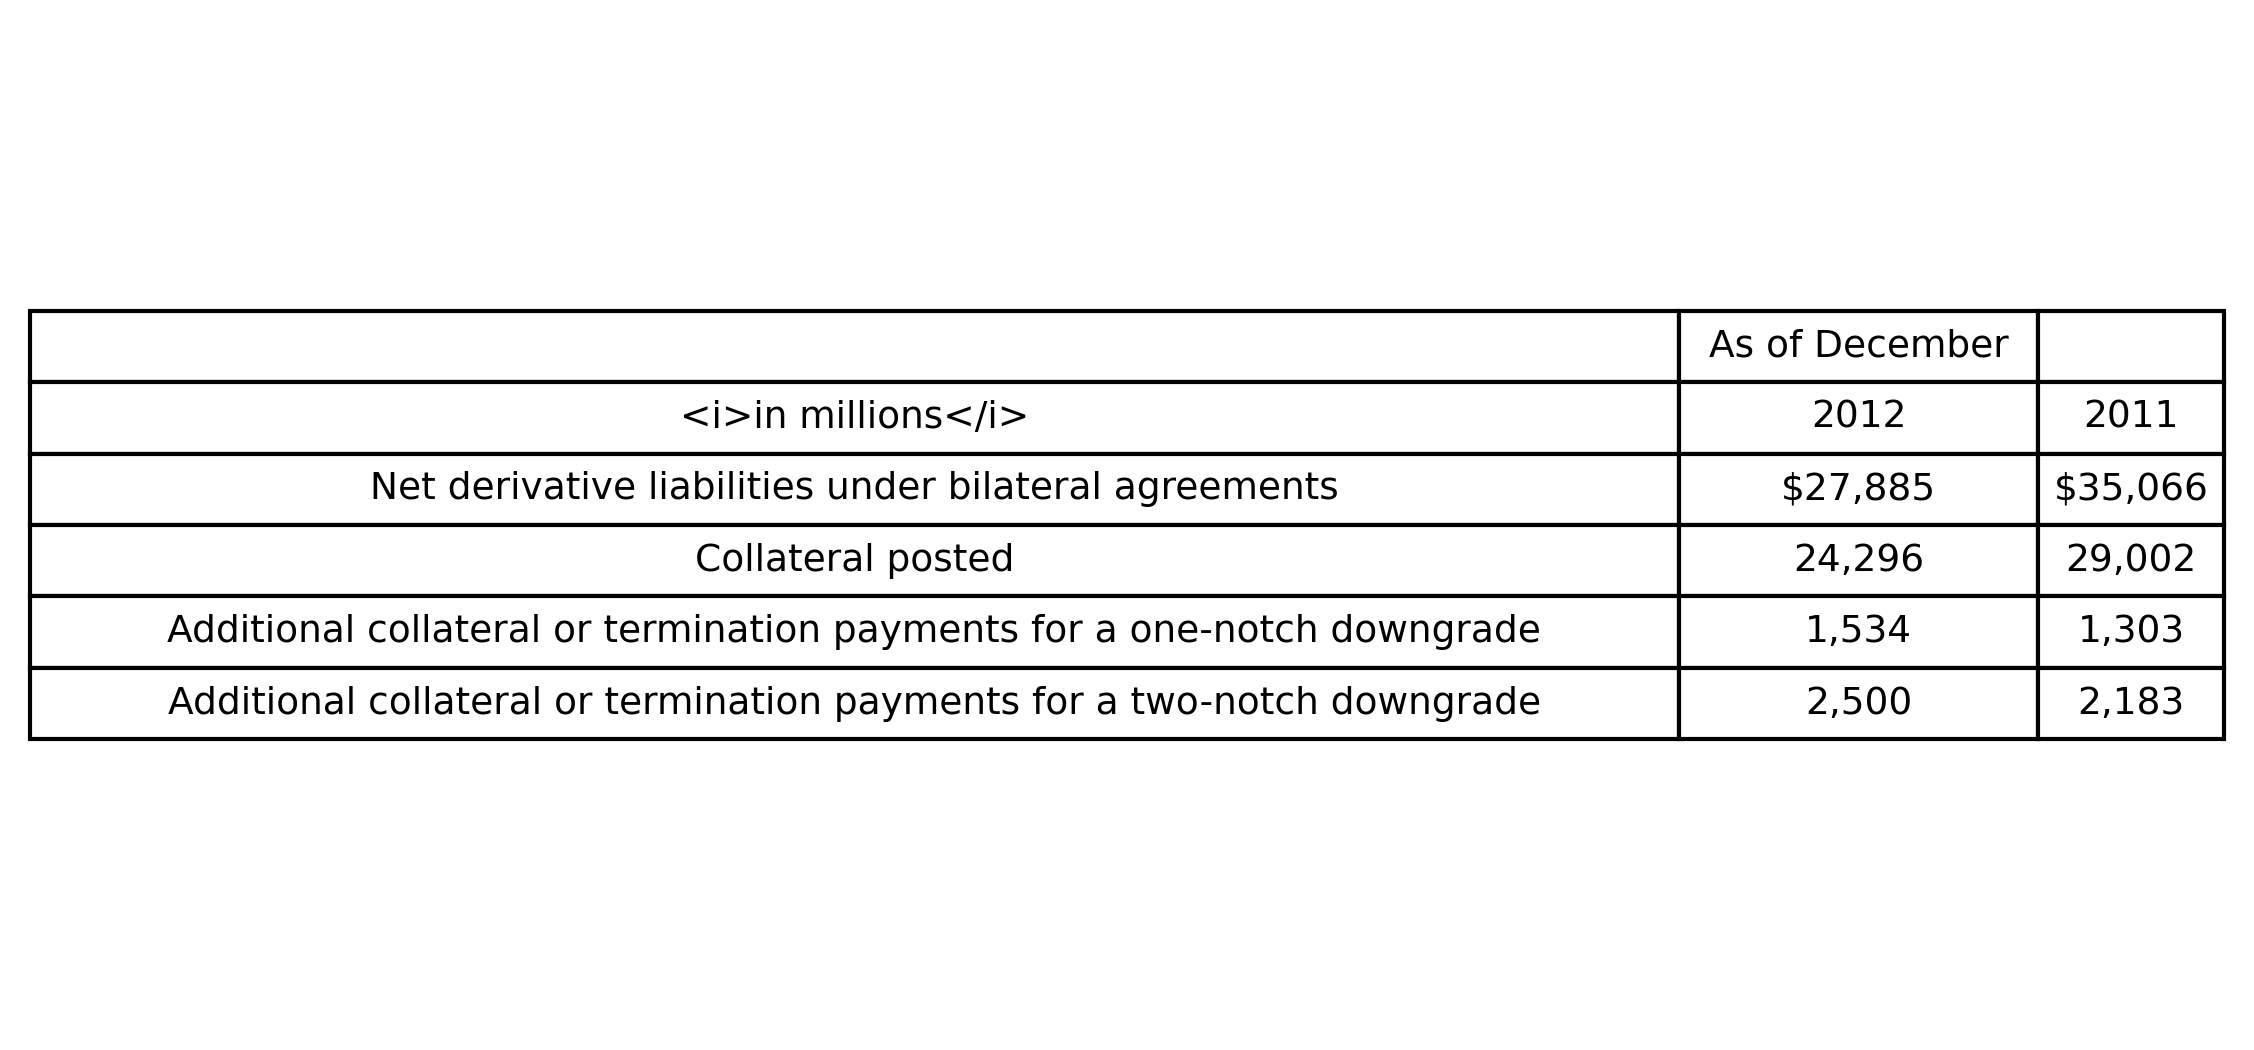 As of December
<i>in millions</i> 2012 2011
Net derivative liabilities under bilateral agreements $27,885 $35,066
Collateral posted 24,296 29,002
Additional collateral or termination payments for a one-notch downgrade 1,534 1,303
Additional collateral or termination payments for a two-notch downgrade 2,500 2,183